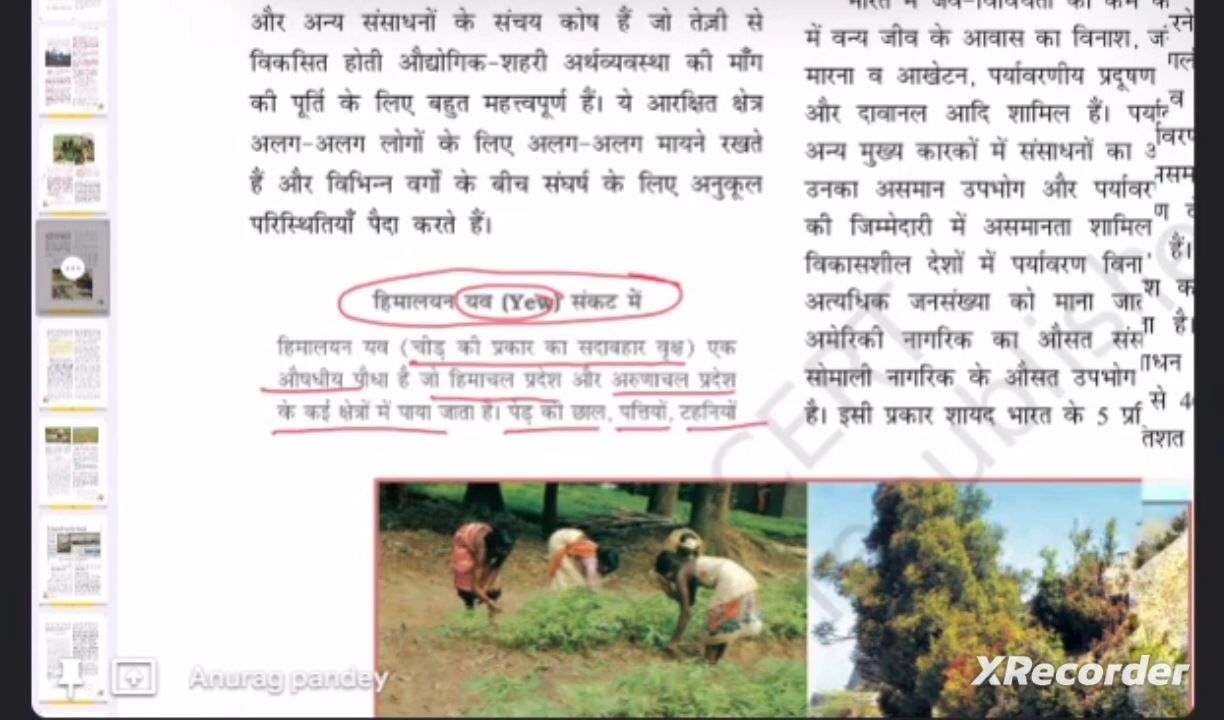 और अन्य संसाधनों के संचय कोष हैं जो तेज़ी से
विकसित होती औद्योगिक-शहरी अर्थव्यवस्था की माँग
की पूर्ति के लिए बहुत महत्त्वपूर्ण हैं। ये आरक्षित क्षेत्र
अलग-अलग लोगों के लिए अलग-अलग मायने रखते
हैं और विभिन्न वर्गों के बीच संघर्ष के लिए अनुकूल
परिस्थितियाँ पैदा करते हैं।
हिमालयन यव (Yew) संकट में
हिमालयन यव (चीड़ की प्रकार का सदाबहार वृक्ष) एक
औषधीय पौधा है जो हिमाचल प्रदेश और अरुणाचल प्रदेश
के कई क्षेत्रों में पाया जाता है। पेड़ की छाल, पत्तियों, टहनियों
में वन्य जीव के आवास का विनाश,
मारना व आखेटन, पर्यावरणीय प्रदूषण व
और दावानल आदि शामिल हैं।
अन्य मुख्य कारकों में संसाधनों का
उनका असमान उपभोग और
की जिम्मेदारी में असमानता शामिल हैं।
विकासशील देशों में पर्यावरण
अत्यधिक जनसंख्या को माना
अमेरिकी नागरिक का औसत
सोमाली नागरिक के औसत उपभोग से
है। इसी प्रकार शायद भारत के 5
Anurag pandey
XRecorder